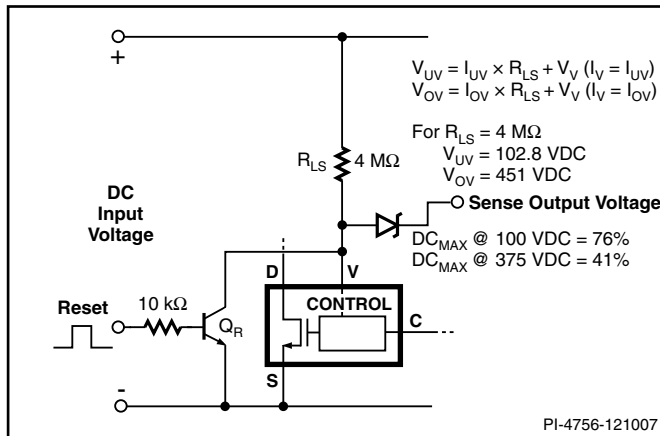 +
V_UV = I_UV × R_LS + V_V (I_V = I_UV)
V_OV = I_OV × R_LS + V_V (I_V = I_OV)
For R_LS = 4 MΩ
V_UV = 102.8 VDC
V_OV = 451 VDC
R_LS 4 MΩ
DC
Input
Voltage
Sense Output Voltage
DC_MAX @ 100 VDC = 76%
DC_MAX @ 375 VDC = 41%
D V
CONTROL
Reset 10 kΩ
Q_R
C
S
-
PI-4756-121007